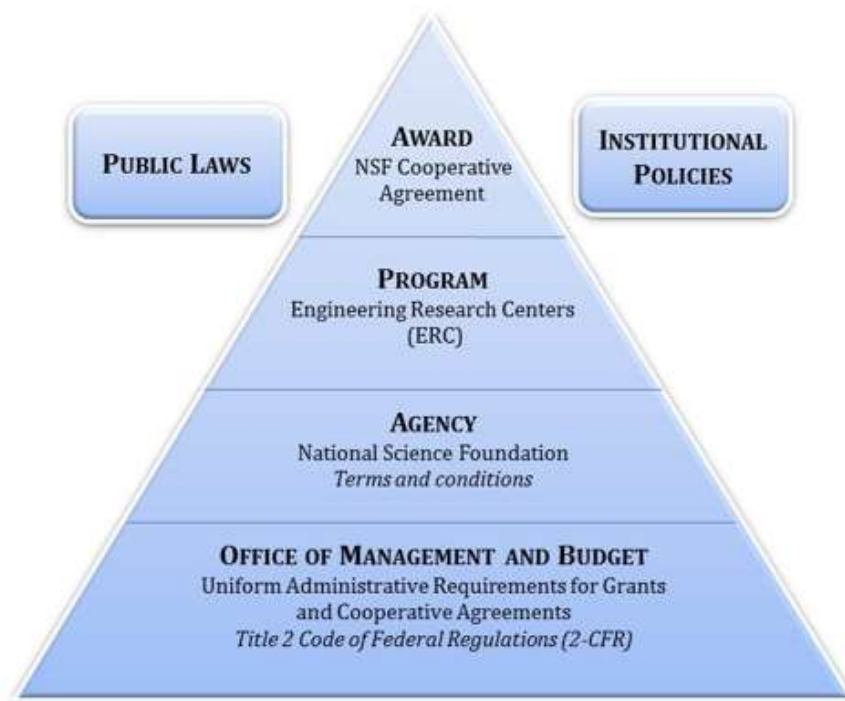 PUBLIC LAWS
INSTITUTIONAL
POLICIES
AWARD
NSF Cooperative
Agreement
PROGRAM
Engineering Research Centers
(ERC)
AGENCY
National Science Foundation
Terms and conditions
OFFICE OF MANAGEMENT AND BUDGET
Uniform Administrative Requirements for Grants
and Cooperative Agreements
Title 2 Code of Federal Regulations (2-CFR)